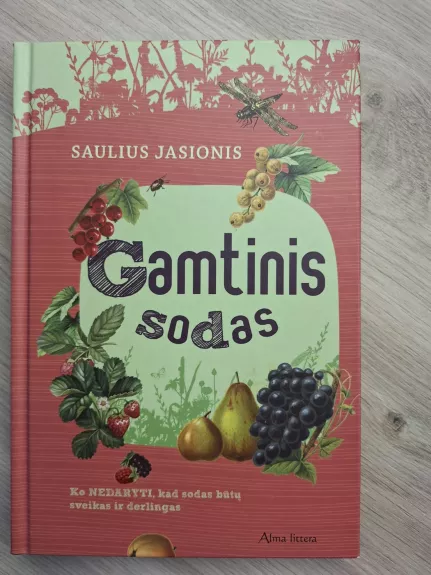 SAULIUS JASIONIS
Gamtinis
sodas
Ko NEDARYTI, kad sodas būtų
sveikas ir derlingas
Alma littera